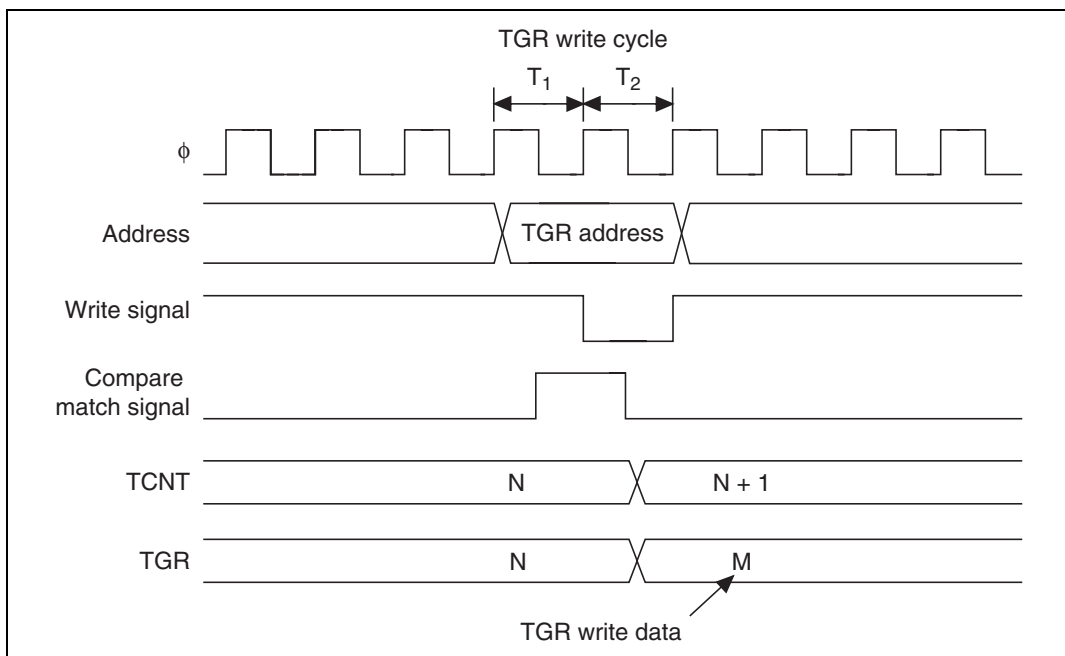 TGR write cycle
T1 T2
ϕ
Address TGR address
Write signal
Compare
match signal
TCNT N N + 1
TGR N M
TGR write data